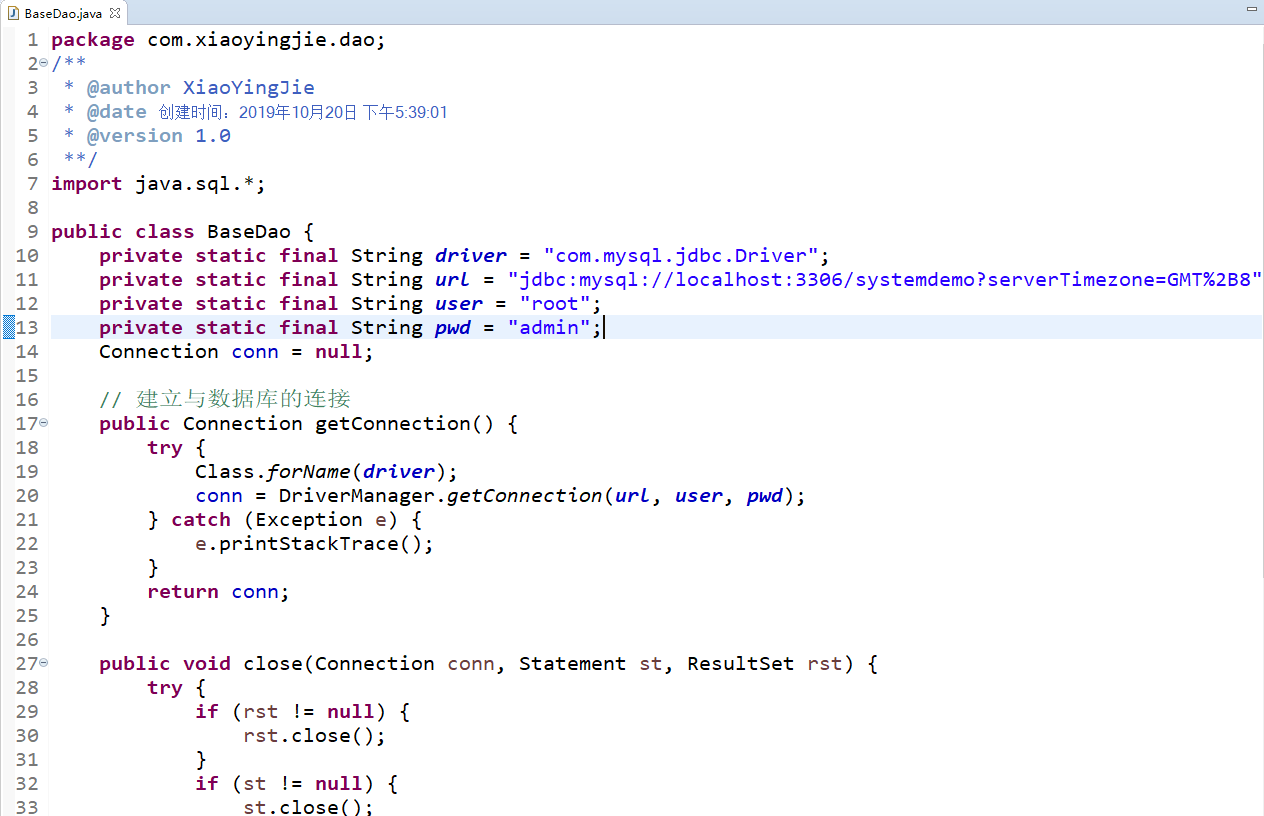 BaseDao.java
1 package com.xiaoyingjie.dao;
2 /**
3 * @author XiaoYingJie
4 * @date 创建时间：2019年10月20日 下午5:39:01
5 * @version 1.0
6 **/
7 import java.sql.*;
8
9 public class BaseDao {
10 private static final String driver = "com.mysql.jdbc.Driver";
11 private static final String url = "jdbc:mysql://localhost:3306/systemdemo?serverTimezone=GMT%2B8"
12 private static final String user = "root";
13 private static final String pwd = "admin";
14 Connection conn = null;
15
16 // 建立与数据库的连接
17 public Connection getConnection() {
18 try {
19 Class.forName(driver);
20 conn = DriverManager.getConnection(url, user, pwd);
21 } catch (Exception e) {
22 e.printStackTrace();
23 }
24 return conn;
25 }
26
27 public void close(Connection conn, Statement st, ResultSet rst) {
28 try {
29 if (rst != null) {
30 rst.close();
31 }
32 if (st != null) {
33 st.close();